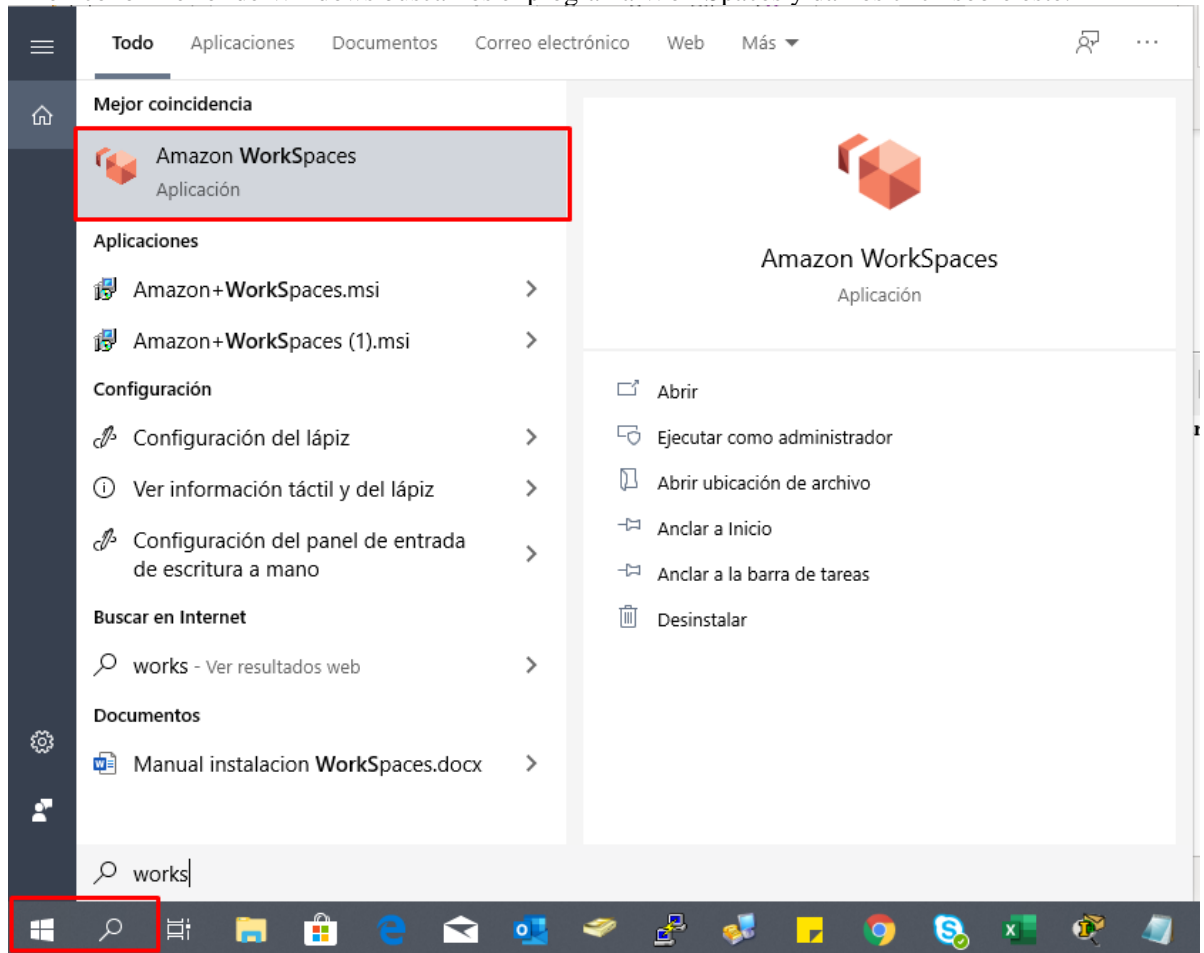 Todo Aplicaciones Documentos Correo electrónico Web Más
Mejor coincidencia
Amazon WorkSpaces
Aplicación
Aplicaciones
Amazon+WorkSpaces.msi
Amazon+WorkSpaces (1).msi
Configuración
Configuración del lápiz
Ver información táctil y del lápiz
Configuración del panel de entrada
de escritura a mano
Buscar en Internet
works - Ver resultados web
Documentos
Manual instalacion WorkSpaces.docx
works
Amazon WorkSpaces
Aplicación
Abrir
Ejecutar como administrador
Abrir ubicación de archivo
Anclar a Inicio
Anclar a la barra de tareas
Desinstalar